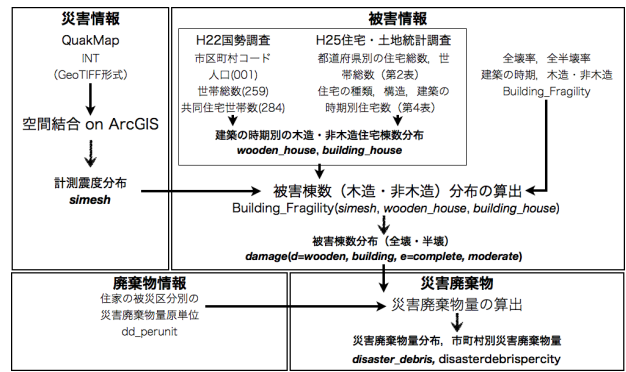 災害情報
QuakMap
INT
(GeoTIFF形式)
空間結合 on ArcGIS
計測震度分布
simesh
被害情報
H22国勢調査
市区町村コード
人口(001)
世帯総数(259)
共同住宅世帯数(284)
H25住宅・土地統計調査
都道府県別の住宅総数，世
帯総数（第2表）
住宅の種類，構造，建築の
時期別住宅数（第4表）
建築の時期別の木造・非木造住宅棟数分布
wooden_house, building_house
全壊率，全半壊率
建築の時期，木造・非木造
Building_Fragility
被害棟数（木造・非木造）分布の算出
Building_Fragility(simesh, wooden_house, building_house)
被害棟数分布（全壊・半壊）
damage(d=wooden, building, e=complete, moderate)
廃棄物情報
住家の被災区分別の
災害廃棄物量原単位
dd_perunit
災害廃棄物
災害廃棄物量の算出
災害廃棄物量分布，市町村別災害廃棄物量
disaster_debris, disasterdebrispercity